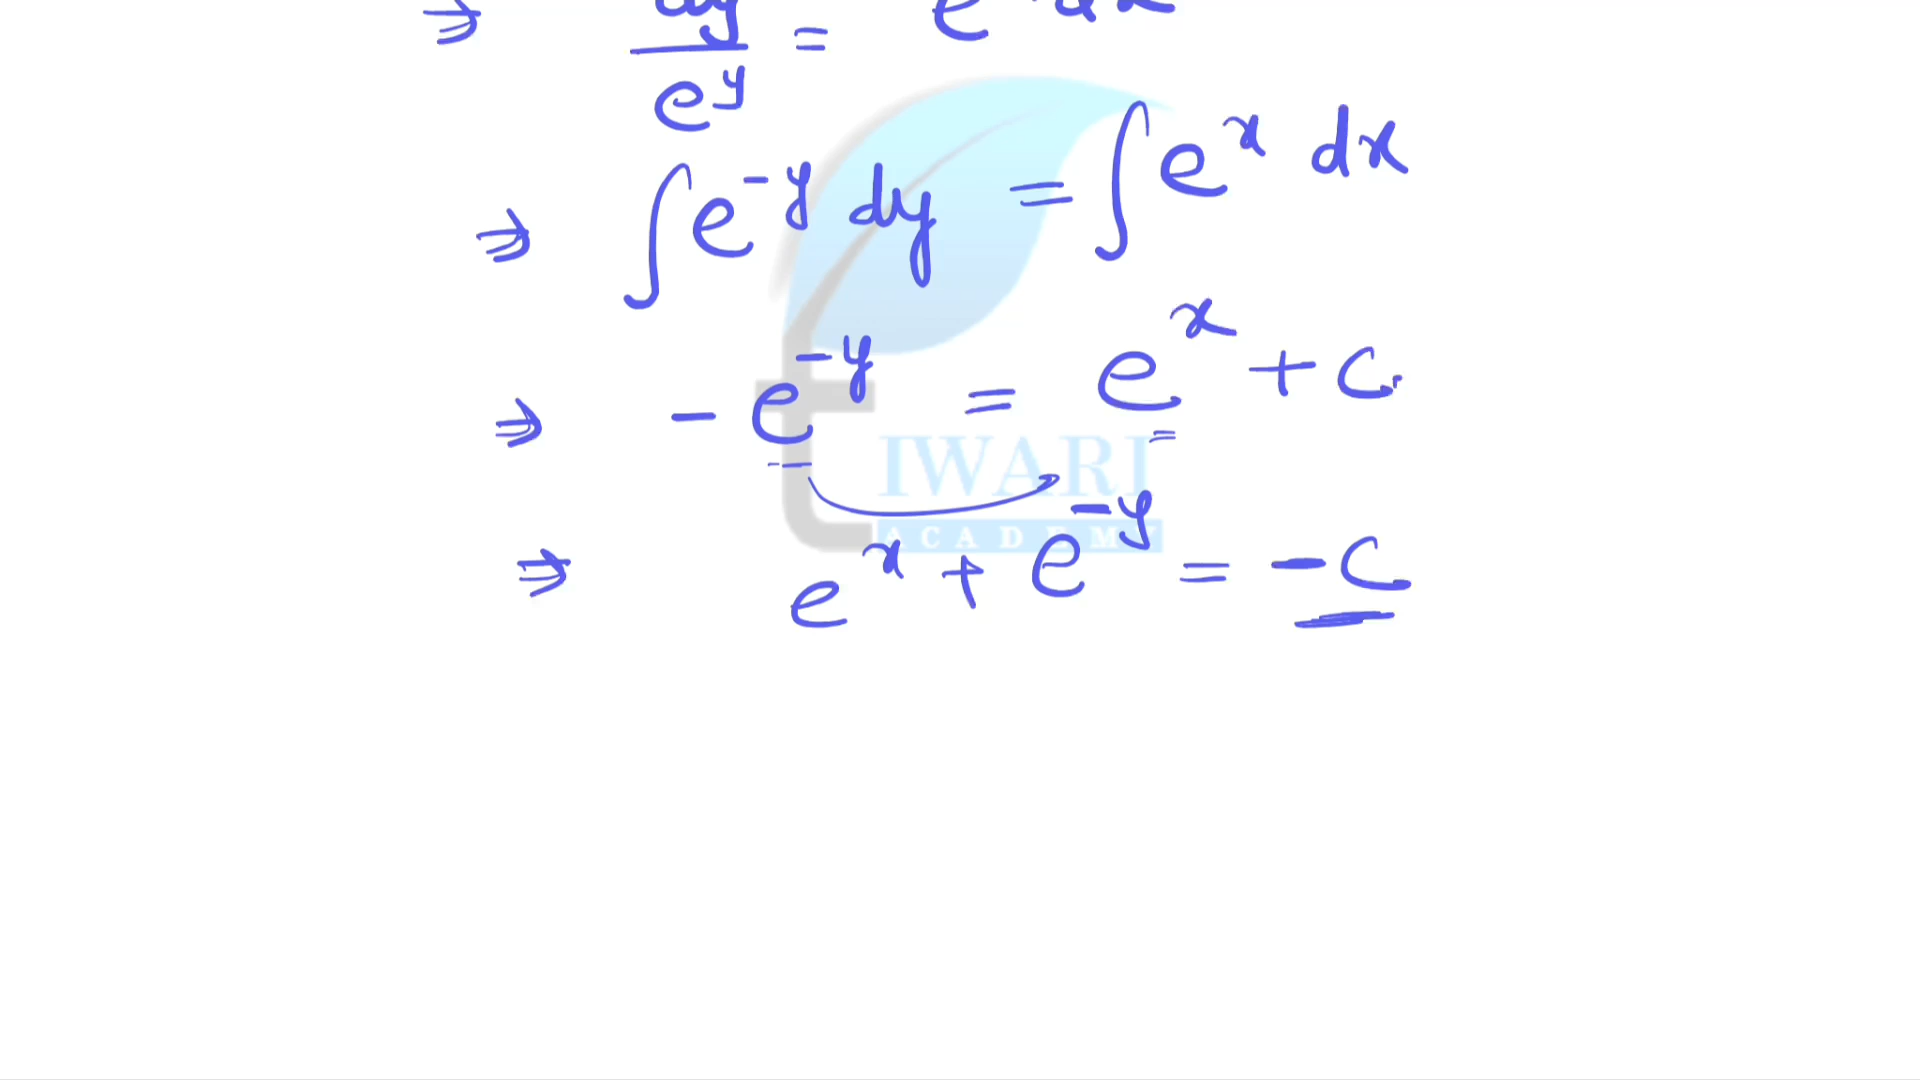 ⇒ dy/e^y = e^x dx
⇒ ∫e^-y dy = ∫e^x dx
⇒ -e^-y = e^x + c.
IWARI
ACADEMY
⇒ e^x + e^-y = -c